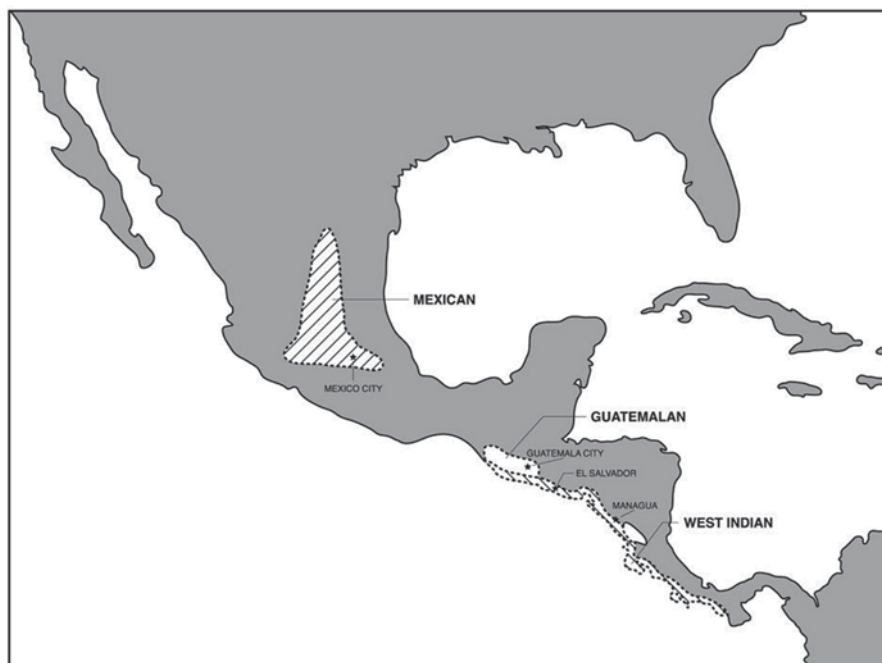 MEXICAN
MEXICO CITY
GUATEMALAN
GUATEMALA CITY
EL SALVADOR
MANAGUA
WEST INDIAN